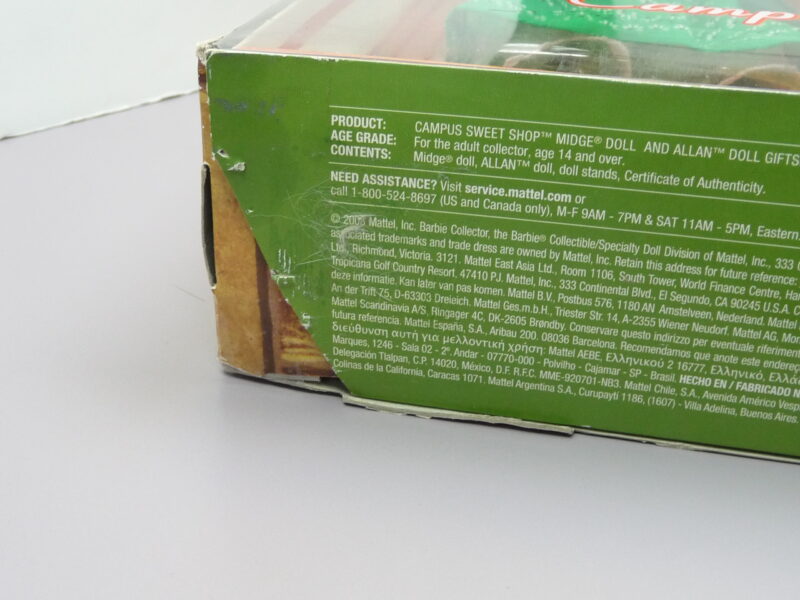 Camp
PRODUCT: CAMPUS SWEET SHOP™ MIDGE® DOLL AND ALLAN™ DOLL GIFTS
AGE GRADE: For the adult collector, age 14 and over.
CONTENTS: Midge® doll, ALLAN™ doll, doll stands, Certificate of Authenticity.
NEED ASSISTANCE? Visit service.mattel.com or
call 1-800-524-8697 (US and Canada only), M-F 9AM - 7PM & SAT 11AM - 5PM, Eastern
© 2008 Mattel, Inc. Barbie Collector, the Barbie® Collectible/Specialty Doll Division of Mattel, Inc., 333 C
associated trademarks and trade dress are owned by Mattel, Inc. Retain this address for future reference:
Ltd., Richmond, Victoria. 3121. Mattel East Asia Ltd., Room 1106, South Tower, World Finance Centre, Har
Tropicana Golf Country Resort, 47410 PJ. Mattel, Inc., 333 Continental Blvd., El Segundo, CA 90245 U.S.A. C
deze informatie. Kan later van pas komen. Mattel B.V., Postbus 576, 1180 AN Amstelveen, Nederland. Mattel
An der Trift 75, D-63303 Dreieich. Mattel Ges.m.b.H., Triester Str. 14, A-2355 Wiener Neudorf. Mattel AG, Mon
Mattel Scandinavia A/S, Ringager 4C, DK-2605 Brøndby. Conservare questo indirizzo per eventuale riferiment
futura referencia. Mattel España, S.A., Aribau 200. 08036 Barcelona. Recomendamos que anote este endereç
διεύθυνση αυτή για μελλοντική χρήση: Mattel AEBE, Ελληνικού 2 16777, Ελληνικό, Ελλά
Marques, 1246 - Sala 02 - 2º. Andar - 07770-000 - Polvilho - Cajamar - SP - Brasil. HECHO EN / FABRICADO N
Delegación Tlalpan, C.P. 14020, México, D.F. R.F.C. MME-920701-NB3. Mattel Chile, S.A., Avenida Américo Vesp
Colinas de la California, Caracas 1071. Mattel Argentina S.A., Curupaytí 1186, (1607) - Villa Adelina, Buenos Aires.